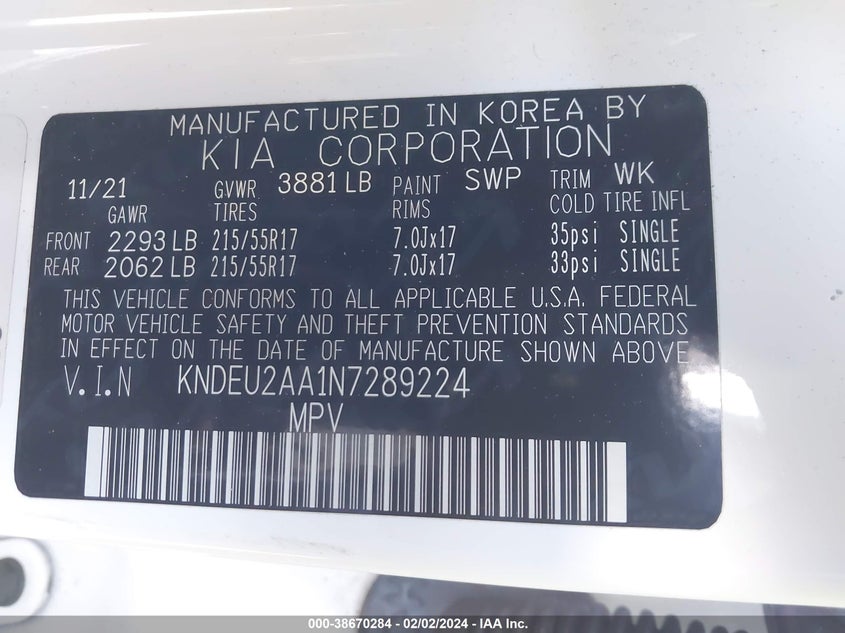 MANUFACTURED IN KOREA BY
KIA CORPORATION
11/21 GVWR 3881 LB PAINT SWP TRIM WK
GAWR TIRES RIMS COLD TIRE INFL
FRONT 2293 LB 215/55R17 7.0Jx17 35psi SINGLE
REAR 2062 LB 215/55R17 7.0Jx17 33psi SINGLE
THIS VEHICLE CONFORMS TO ALL APPLICABLE U.S.A. FEDERAL
MOTOR VEHICLE SAFETY AND THEFT PREVENTION STANDARDS
IN EFFECT ON THE DATE OF MANUFACTURE SHOWN ABOVE.
V.I.N KNDEU2AA1N7289224
MPV
000-38670284 - 02/02/2024 - IAA Inc.